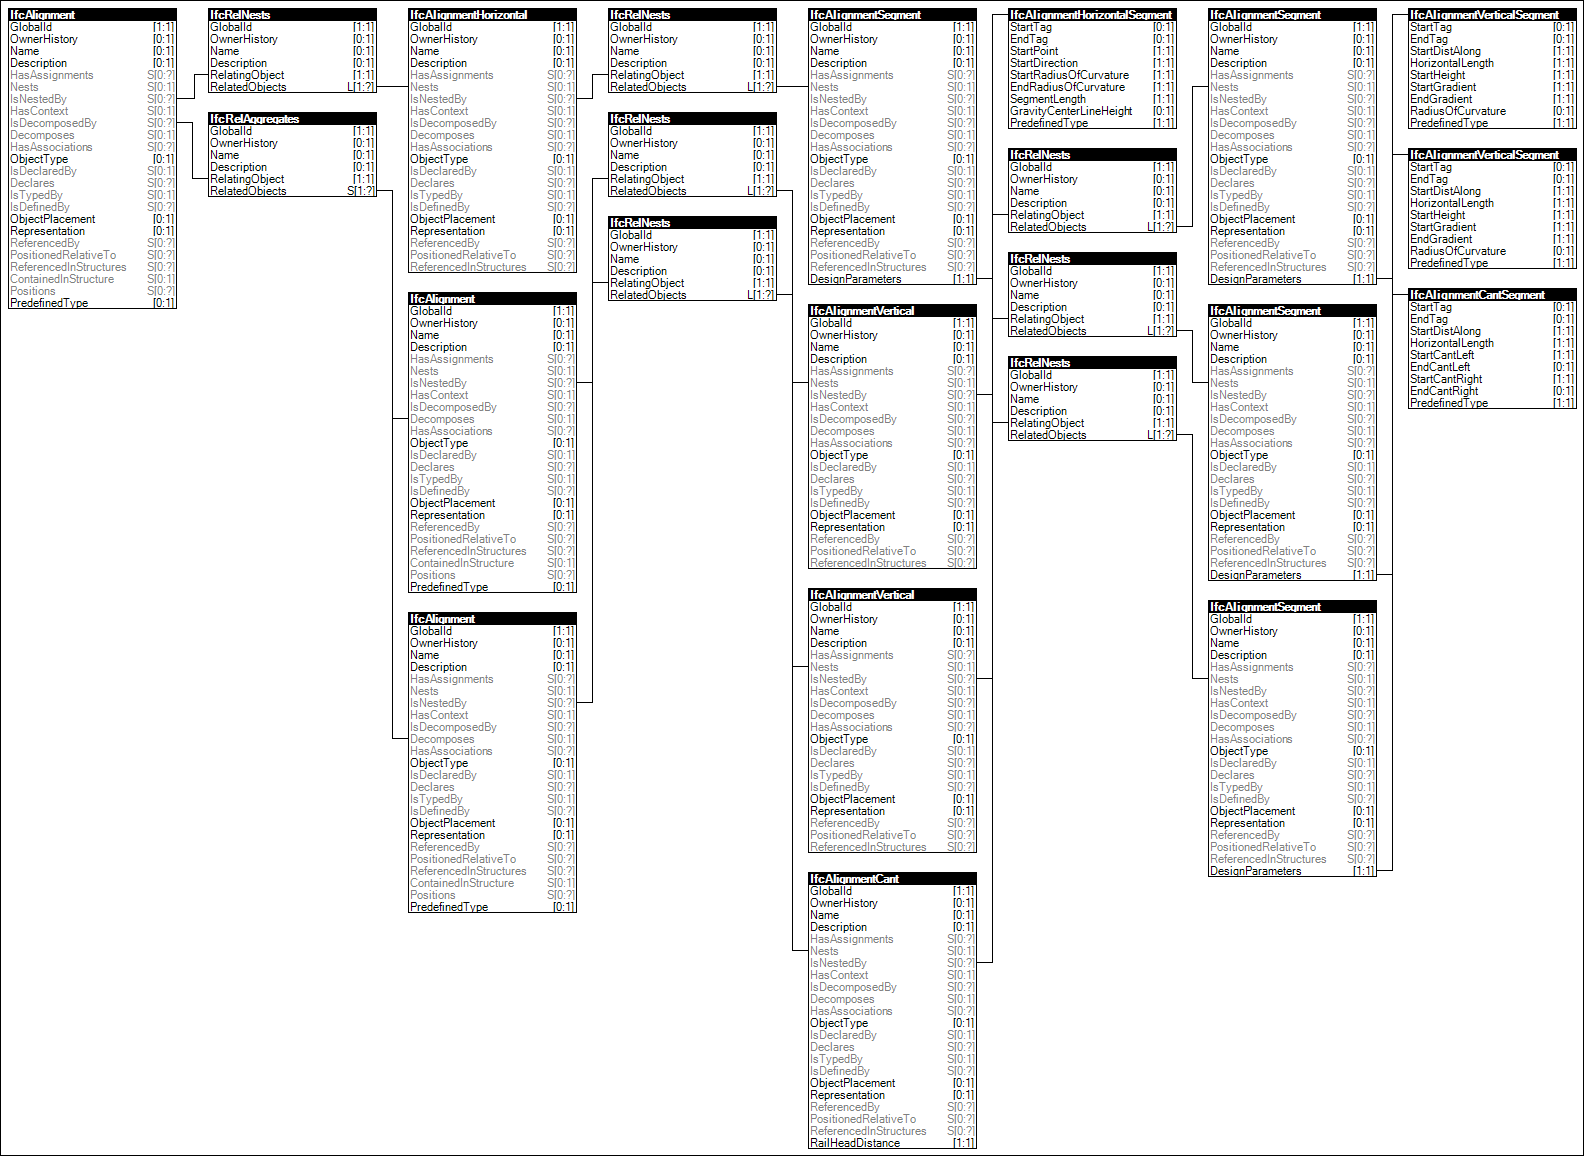 IfcAlignment
GlobalId [1:1]
OwnerHistory [0:1]
Name [0:1]
Description [0:1]
HasAssignments S[0:?]
Nests S[0:1]
IsNestedBy S[0:?]
HasContext S[0:1]
IsDecomposedBy S[0:?]
Decomposes S[0:1]
HasAssociations S[0:?]
ObjectType [0:1]
IsDeclaredBy S[0:1]
Declares S[0:?]
IsTypedBy S[0:1]
IsDefinedBy S[0:?]
ObjectPlacement [0:1]
Representation [0:1]
ReferencedBy S[0:?]
PositionedRelativeTo S[0:?]
ReferencedInStructures S[0:?]
ContainedInStructure S[0:1]
Positions S[0:?]
PredefinedType [0:1]
IfcRelNests
GlobalId [1:1]
OwnerHistory [0:1]
Name [0:1]
Description [0:1]
RelatingObject [1:1]
RelatedObjects L[1:?]
IfcRelAggregates
GlobalId [1:1]
OwnerHistory [0:1]
Name [0:1]
Description [0:1]
RelatingObject [1:1]
RelatedObjects S[1:?]
IfcAlignmentHorizontal
GlobalId [1:1]
OwnerHistory [0:1]
Name [0:1]
Description [0:1]
HasAssignments S[0:?]
Nests S[0:1]
IsNestedBy S[0:?]
HasContext S[0:1]
IsDecomposedBy S[0:?]
Decomposes S[0:1]
HasAssociations S[0:?]
ObjectType [0:1]
IsDeclaredBy S[0:1]
Declares S[0:?]
IsTypedBy S[0:1]
IsDefinedBy S[0:?]
ObjectPlacement [0:1]
Representation [0:1]
ReferencedBy S[0:?]
PositionedRelativeTo S[0:?]
ReferencedInStructures S[0:?]
IfcAlignment
GlobalId [1:1]
OwnerHistory [0:1]
Name [0:1]
Description [0:1]
HasAssignments S[0:?]
Nests S[0:1]
IsNestedBy S[0:?]
HasContext S[0:1]
IsDecomposedBy S[0:?]
Decomposes S[0:1]
HasAssociations S[0:?]
ObjectType [0:1]
IsDeclaredBy S[0:1]
Declares S[0:?]
IsTypedBy S[0:1]
IsDefinedBy S[0:?]
ObjectPlacement [0:1]
Representation [0:1]
ReferencedBy S[0:?]
PositionedRelativeTo S[0:?]
ReferencedInStructures S[0:?]
ContainedInStructure S[0:1]
Positions S[0:?]
PredefinedType [0:1]
IfcAlignment
GlobalId [1:1]
OwnerHistory [0:1]
Name [0:1]
Description [0:1]
HasAssignments S[0:?]
Nests S[0:1]
IsNestedBy S[0:?]
HasContext S[0:1]
IsDecomposedBy S[0:?]
Decomposes S[0:1]
HasAssociations S[0:?]
ObjectType [0:1]
IsDeclaredBy S[0:1]
Declares S[0:?]
IsTypedBy S[0:1]
IsDefinedBy S[0:?]
ObjectPlacement [0:1]
Representation [0:1]
ReferencedBy S[0:?]
PositionedRelativeTo S[0:?]
ReferencedInStructures S[0:?]
ContainedInStructure S[0:1]
Positions S[0:?]
PredefinedType [0:1]
IfcRelNests
GlobalId [1:1]
OwnerHistory [0:1]
Name [0:1]
Description [0:1]
RelatingObject [1:1]
RelatedObjects L[1:?]
IfcRelNests
GlobalId [1:1]
OwnerHistory [0:1]
Name [0:1]
Description [0:1]
RelatingObject [1:1]
RelatedObjects L[1:?]
IfcRelNests
GlobalId [1:1]
OwnerHistory [0:1]
Name [0:1]
Description [0:1]
RelatingObject [1:1]
RelatedObjects L[1:?]
IfcAlignmentSegment
GlobalId [1:1]
OwnerHistory [0:1]
Name [0:1]
Description [0:1]
HasAssignments S[0:?]
Nests S[0:1]
IsNestedBy S[0:?]
HasContext S[0:1]
IsDecomposedBy S[0:?]
Decomposes S[0:1]
HasAssociations S[0:?]
ObjectType [0:1]
IsDeclaredBy S[0:1]
Declares S[0:?]
IsTypedBy S[0:1]
IsDefinedBy S[0:?]
ObjectPlacement [0:1]
Representation [0:1]
ReferencedBy S[0:?]
PositionedRelativeTo S[0:?]
ReferencedInStructures S[0:?]
DesignParameters [1:1]
IfcAlignmentVertical
GlobalId [1:1]
OwnerHistory [0:1]
Name [0:1]
Description [0:1]
HasAssignments S[0:?]
Nests S[0:1]
IsNestedBy S[0:?]
HasContext S[0:1]
IsDecomposedBy S[0:?]
Decomposes S[0:1]
HasAssociations S[0:?]
ObjectType [0:1]
IsDeclaredBy S[0:1]
Declares S[0:?]
IsTypedBy S[0:1]
IsDefinedBy S[0:?]
ObjectPlacement [0:1]
Representation [0:1]
ReferencedBy S[0:?]
PositionedRelativeTo S[0:?]
ReferencedInStructures S[0:?]
IfcAlignmentVertical
GlobalId [1:1]
OwnerHistory [0:1]
Name [0:1]
Description [0:1]
HasAssignments S[0:?]
Nests S[0:1]
IsNestedBy S[0:?]
HasContext S[0:1]
IsDecomposedBy S[0:?]
Decomposes S[0:1]
HasAssociations S[0:?]
ObjectType [0:1]
IsDeclaredBy S[0:1]
Declares S[0:?]
IsTypedBy S[0:1]
IsDefinedBy S[0:?]
ObjectPlacement [0:1]
Representation [0:1]
ReferencedBy S[0:?]
PositionedRelativeTo S[0:?]
ReferencedInStructures S[0:?]
IfcAlignmentCant
GlobalId [1:1]
OwnerHistory [0:1]
Name [0:1]
Description [0:1]
HasAssignments S[0:?]
Nests S[0:1]
IsNestedBy S[0:?]
HasContext S[0:1]
IsDecomposedBy S[0:?]
Decomposes S[0:1]
HasAssociations S[0:?]
ObjectType [0:1]
IsDeclaredBy S[0:1]
Declares S[0:?]
IsTypedBy S[0:1]
IsDefinedBy S[0:?]
ObjectPlacement [0:1]
Representation [0:1]
ReferencedBy S[0:?]
PositionedRelativeTo S[0:?]
ReferencedInStructures S[0:?]
RailHeadDistance [1:1]
IfcAlignmentHorizontalSegment
StartTag [0:1]
EndTag [0:1]
StartPoint [1:1]
StartDirection [1:1]
StartRadiusOfCurvature [1:1]
EndRadiusOfCurvature [1:1]
SegmentLength [1:1]
GravityCenterLineHeight [0:1]
PredefinedType [1:1]
IfcRelNests
GlobalId [1:1]
OwnerHistory [0:1]
Name [0:1]
Description [0:1]
RelatingObject [1:1]
RelatedObjects L[1:?]
IfcRelNests
GlobalId [1:1]
OwnerHistory [0:1]
Name [0:1]
Description [0:1]
RelatingObject [1:1]
RelatedObjects L[1:?]
IfcRelNests
GlobalId [1:1]
OwnerHistory [0:1]
Name [0:1]
Description [0:1]
RelatingObject [1:1]
RelatedObjects L[1:?]
IfcAlignmentSegment
GlobalId [1:1]
OwnerHistory [0:1]
Name [0:1]
Description [0:1]
HasAssignments S[0:?]
Nests S[0:1]
IsNestedBy S[0:?]
HasContext S[0:1]
IsDecomposedBy S[0:?]
Decomposes S[0:1]
HasAssociations S[0:?]
ObjectType [0:1]
IsDeclaredBy S[0:1]
Declares S[0:?]
IsTypedBy S[0:1]
IsDefinedBy S[0:?]
ObjectPlacement [0:1]
Representation [0:1]
ReferencedBy S[0:?]
PositionedRelativeTo S[0:?]
ReferencedInStructures S[0:?]
DesignParameters [1:1]
IfcAlignmentSegment
GlobalId [1:1]
OwnerHistory [0:1]
Name [0:1]
Description [0:1]
HasAssignments S[0:?]
Nests S[0:1]
IsNestedBy S[0:?]
HasContext S[0:1]
IsDecomposedBy S[0:?]
Decomposes S[0:1]
HasAssociations S[0:?]
ObjectType [0:1]
IsDeclaredBy S[0:1]
Declares S[0:?]
IsTypedBy S[0:1]
IsDefinedBy S[0:?]
ObjectPlacement [0:1]
Representation [0:1]
ReferencedBy S[0:?]
PositionedRelativeTo S[0:?]
ReferencedInStructures S[0:?]
DesignParameters [1:1]
IfcAlignmentSegment
GlobalId [1:1]
OwnerHistory [0:1]
Name [0:1]
Description [0:1]
HasAssignments S[0:?]
Nests S[0:1]
IsNestedBy S[0:?]
HasContext S[0:1]
IsDecomposedBy S[0:?]
Decomposes S[0:1]
HasAssociations S[0:?]
ObjectType [0:1]
IsDeclaredBy S[0:1]
Declares S[0:?]
IsTypedBy S[0:1]
IsDefinedBy S[0:?]
ObjectPlacement [0:1]
Representation [0:1]
ReferencedBy S[0:?]
PositionedRelativeTo S[0:?]
ReferencedInStructures S[0:?]
DesignParameters [1:1]
IfcAlignmentVerticalSegment
StartTag [0:1]
EndTag [0:1]
StartDistAlong [1:1]
HorizontalLength [1:1]
StartHeight [1:1]
StartGradient [1:1]
EndGradient [1:1]
RadiusOfCurvature [0:1]
PredefinedType [1:1]
IfcAlignmentVerticalSegment
StartTag [0:1]
EndTag [0:1]
StartDistAlong [1:1]
HorizontalLength [1:1]
StartHeight [1:1]
StartGradient [1:1]
EndGradient [1:1]
RadiusOfCurvature [0:1]
PredefinedType [1:1]
IfcAlignmentCantSegment
StartTag [0:1]
EndTag [0:1]
StartDistAlong [1:1]
HorizontalLength [1:1]
StartCantLeft [1:1]
EndCantLeft [0:1]
StartCantRight [1:1]
EndCantRight [0:1]
PredefinedType [1:1]